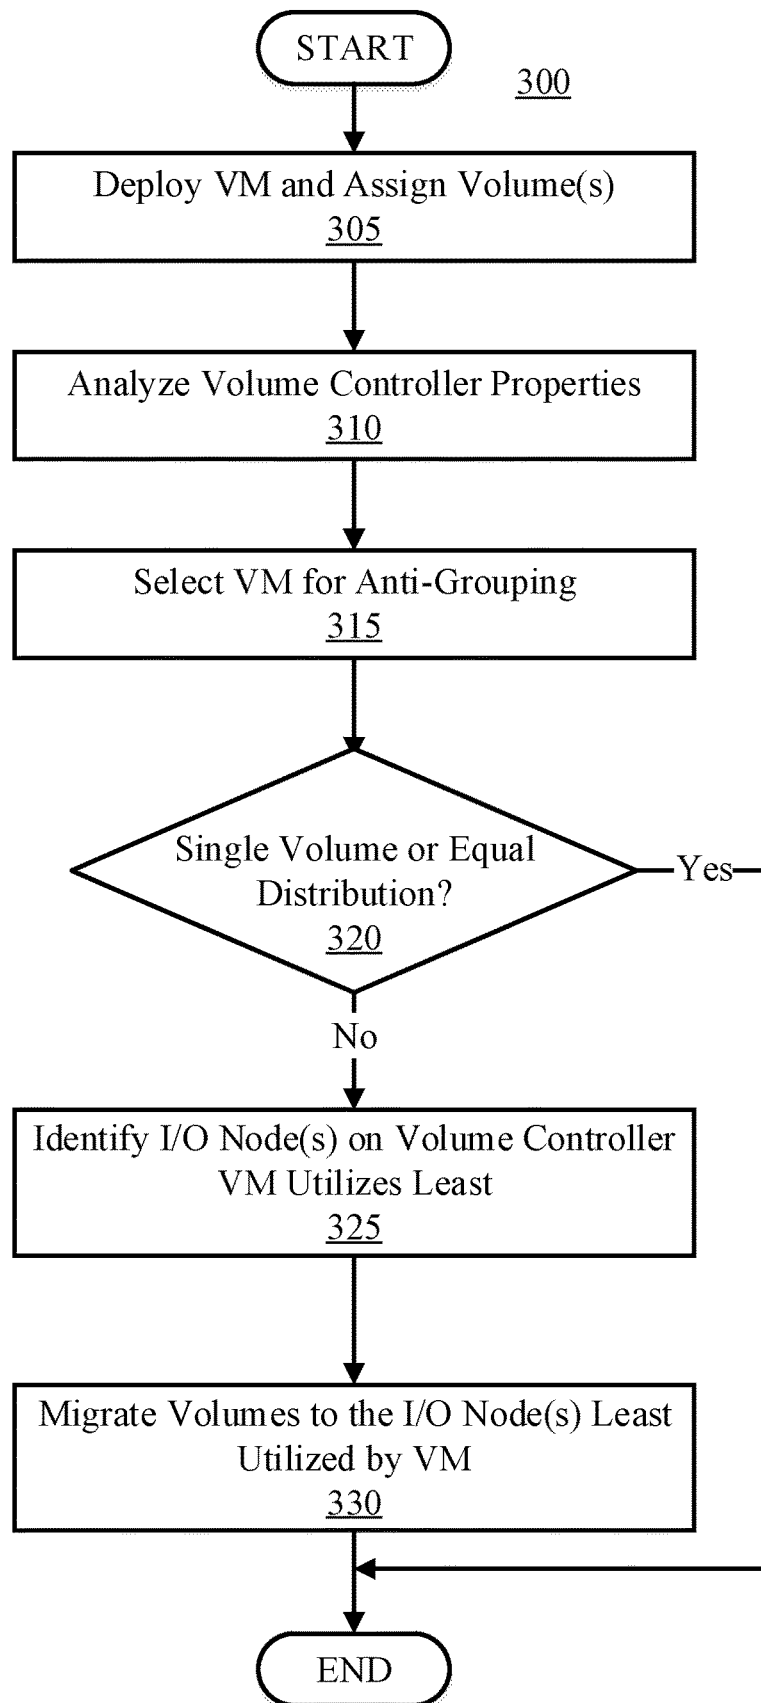 START
300
Deploy VM and Assign Volume(s)
305
Analyze Volume Controller Properties
310
Select VM for Anti-Grouping
315
Single Volume or Equal
Distribution?
320
Yes
No
Identify I/O Node(s) on Volume Controller
VM Utilizes Least
325
Migrate Volumes to the I/O Node(s) Least
Utilized by VM
330
END